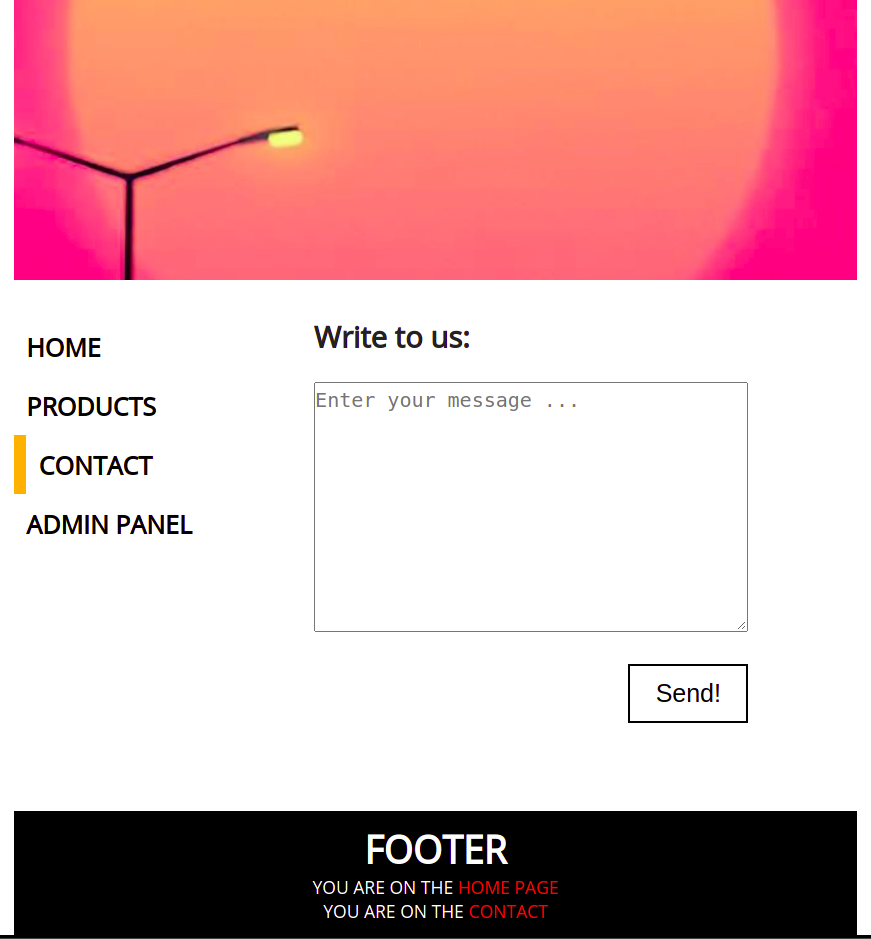 HOME
PRODUCTS
CONTACT
ADMIN PANEL
Write to us:
Enter your message ...
Send!
FOOTER
YOU ARE ON THE HOME PAGE
YOU ARE ON THE CONTACT